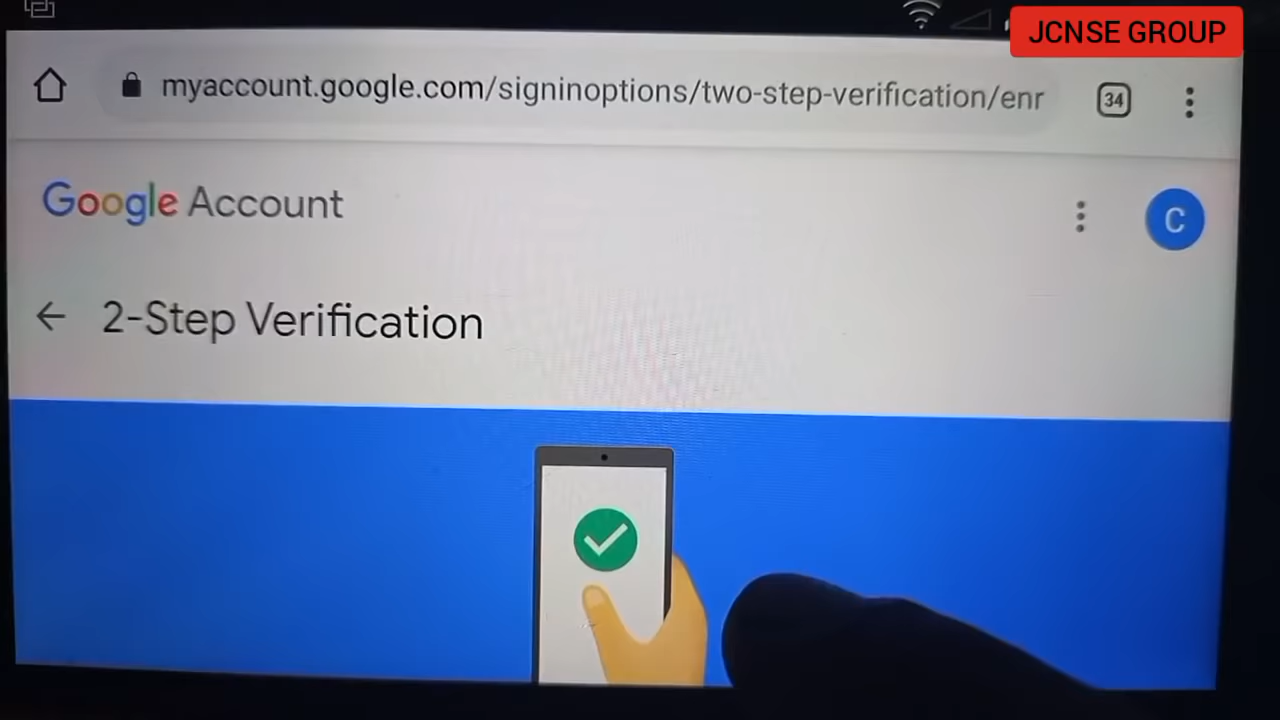 JCNSE GROUP
myaccount.google.com/signinoptions/two-step-verification/enr
34
Google Account
C
2-Step Verification